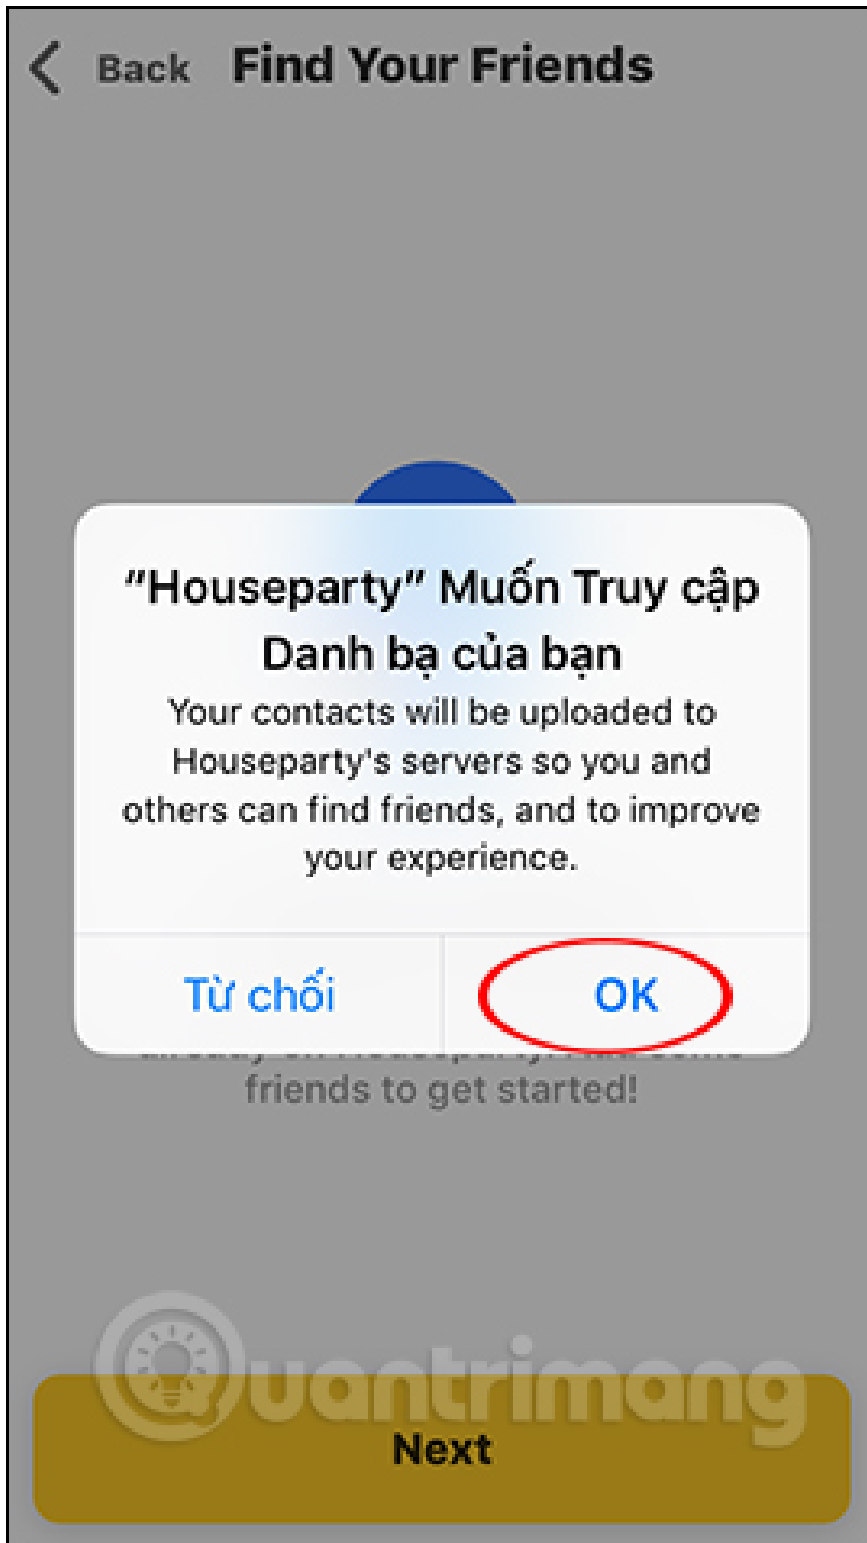 Back Find Your Friends
"Houseparty" Muốn Truy cập
Danh bạ của bạn
Your contacts will be uploaded to
Houseparty's servers so you and
others can find friends, and to improve
your experience.
Từ chối OK
friends to get started!
Quantrimang
Next